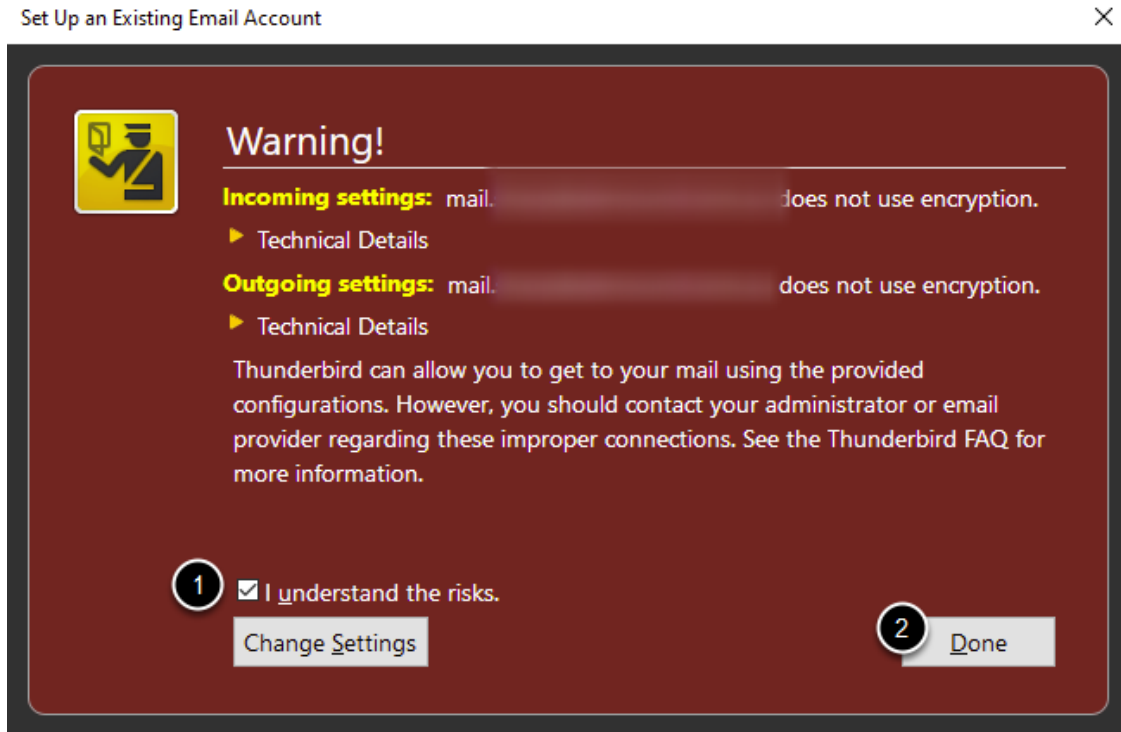 Set Up an Existing Email Account
Warning!
Incoming settings: mail. does not use encryption.
Technical Details
Outgoing settings: mail. does not use encryption.
Technical Details
Thunderbird can allow you to get to your mail using the provided
configurations. However, you should contact your administrator or email
provider regarding these improper connections. See the Thunderbird FAQ for
more information.
1 I understand the risks.
Change Settings 2 Done